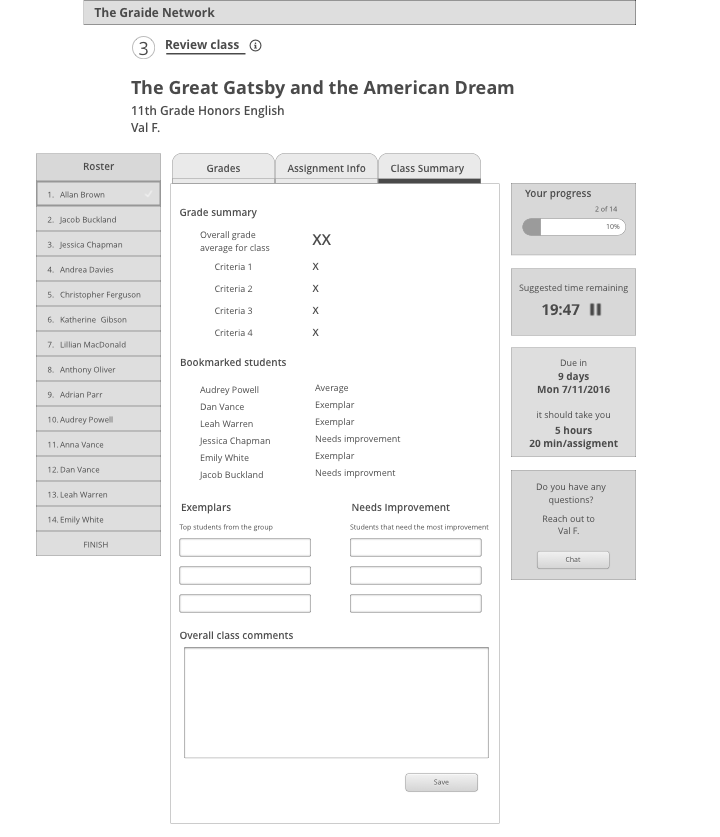 The Graide Network
3 Review class i
The Great Gatsby and the American Dream
11th Grade Honors English
Val F.
Roster
1. Allan Brown
2. Jacob Buckland
3. Jessica Chapman
4. Andrea Davies
5. Christopher Ferguson
6. Katherine Gibson
7. Lillian MacDonald
8. Anthony Oliver
9. Adrian Parr
10. Audrey Powell
11. Anna Vance
12. Dan Vance
13. Leah Warren
14. Emily White
FINISH
Grades Assignment Info Class Summary
Grade summary
Overall grade
average for class XX
Criteria 1 X
Criteria 2 X
Criteria 3 X
Criteria 4 X
Bookmarked students
Audrey Powell Average
Dan Vance Exemplar
Leah Warren Exemplar
Jessica Chapman Needs improvement
Emily White Exemplar
Jacob Buckland Needs improvment
Exemplars Needs Improvement
Top students from the group Students that need the most improvement
Overall class comments
Save
Your progress
2 of 14
10%
Suggested time remaining
19:47
Due in
9 days
Mon 7/11/2016
it should take you
5 hours
20 min/assigment
Do you have any
questions?
Reach out to
Val F.
Chat